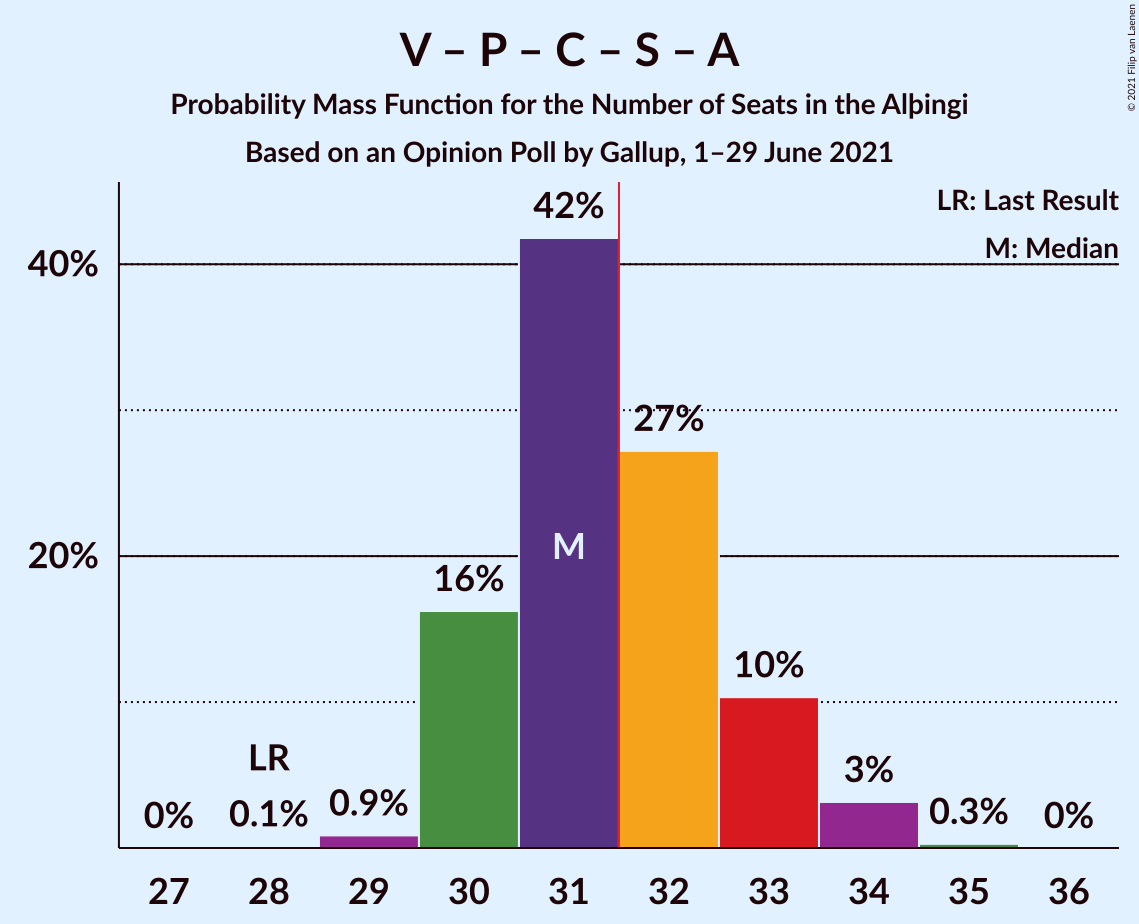 V – P – C – S – A
Probability Mass Function for the Number of Seats in the Alþingi
Based on an Opinion Poll by Gallup, 1–29 June 2021
© 2021 Filip van Laenen
LR: Last Result
M: Median
40%
20%
0%
LR
0.1%
0.9%
16%
42%
M
27%
10%
3%
0.3%
0%
27 28 29 30 31 32 33 34 35 36